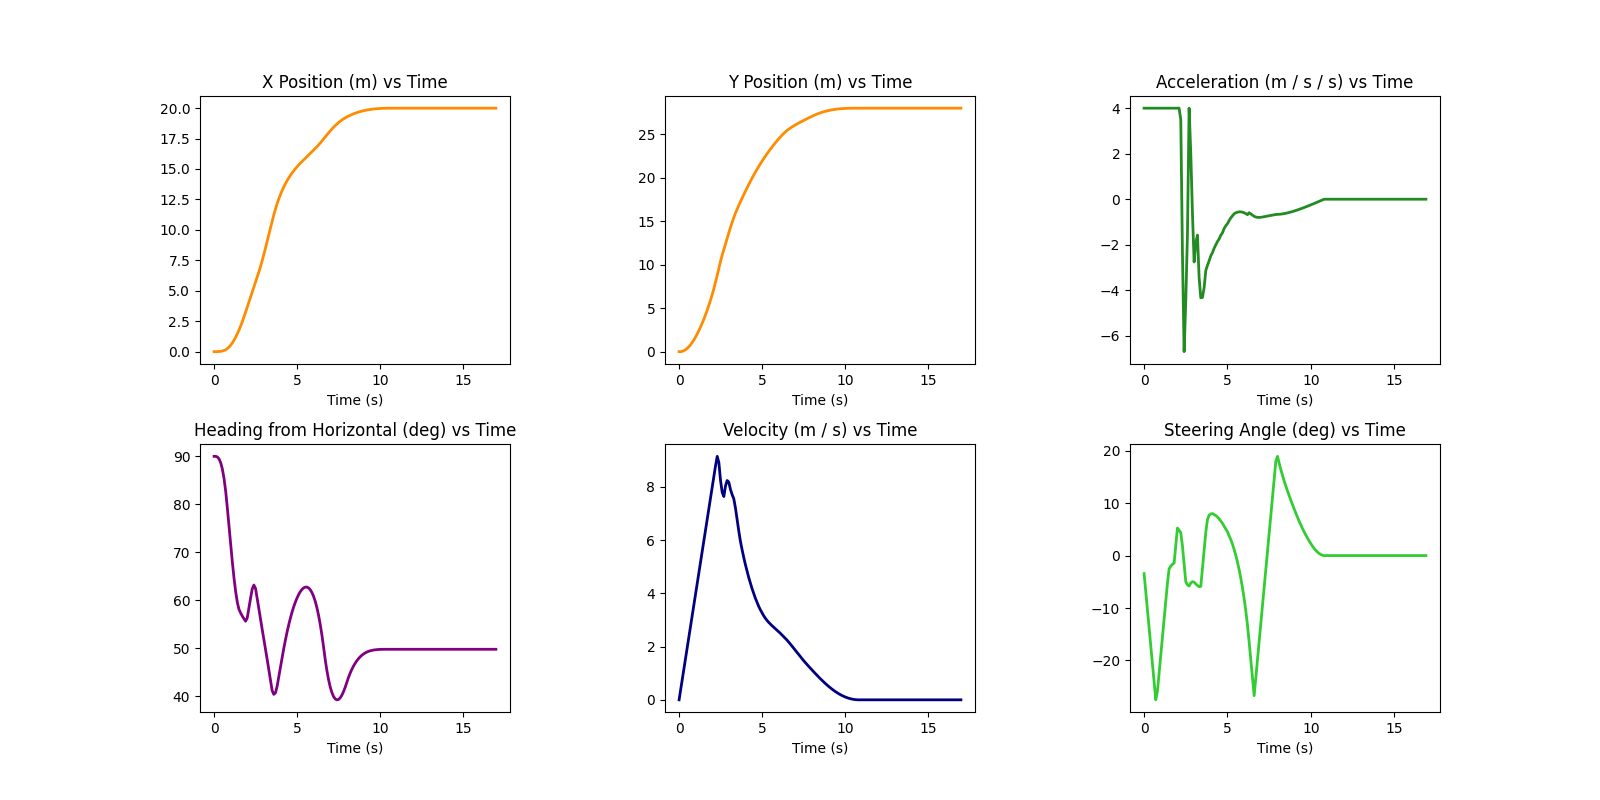 X Position (m) vs Time
20.0
17.5
15.0
12.5
10.0
7.5
5.0
2.5
0.0
0 5 10 15
Time (s)
Y Position (m) vs Time
25
20
15
10
5
0
0 5 10 15
Time (s)
Acceleration (m / s / s) vs Time
4
2
0
−2
−4
−6
0 5 10 15
Time (s)
Heading from Horizontal (deg) vs Time
90
80
70
60
50
40
0 5 10 15
Time (s)
Velocity (m / s) vs Time
8
6
4
2
0
0 5 10 15
Time (s)
Steering Angle (deg) vs Time
20
10
0
−10
−20
0 5 10 15
Time (s)